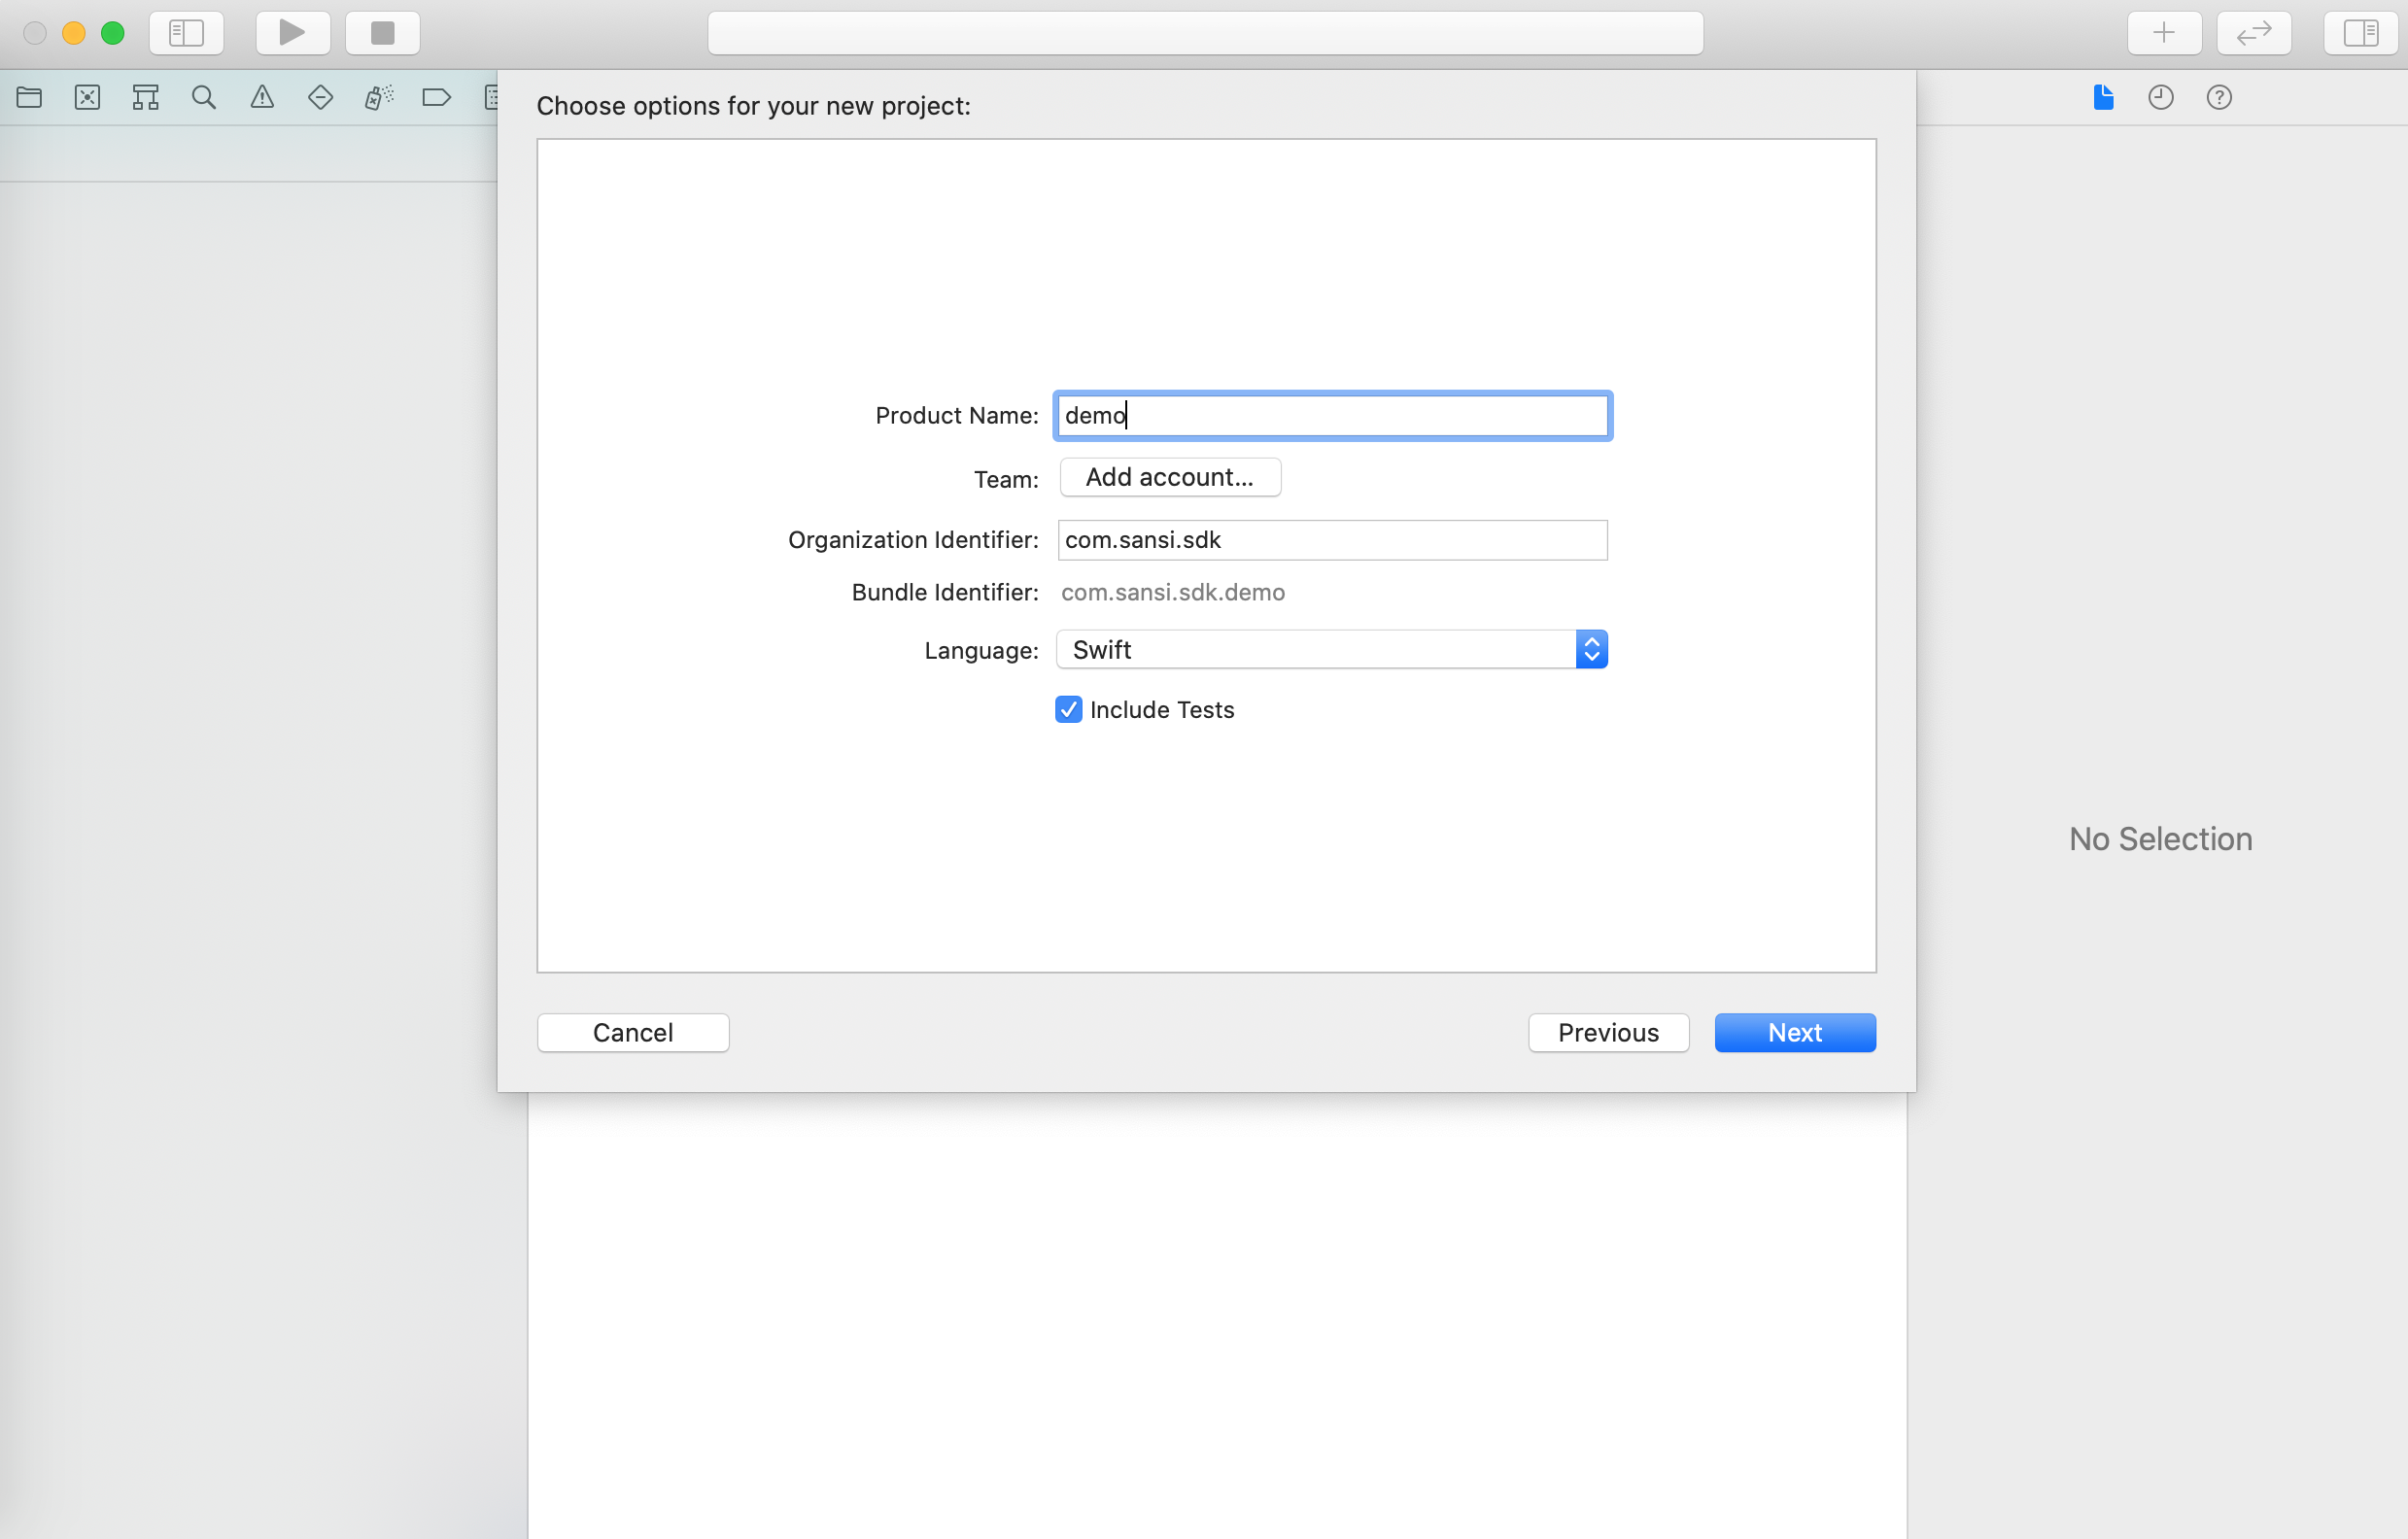 Choose options for your new project:
Product Name: demo
Team: Add account...
Organization Identifier: com.sansi.sdk
Bundle Identifier: com.sansi.sdk.demo
Language: Swift
Include Tests
No Selection
Cancel Previous Next